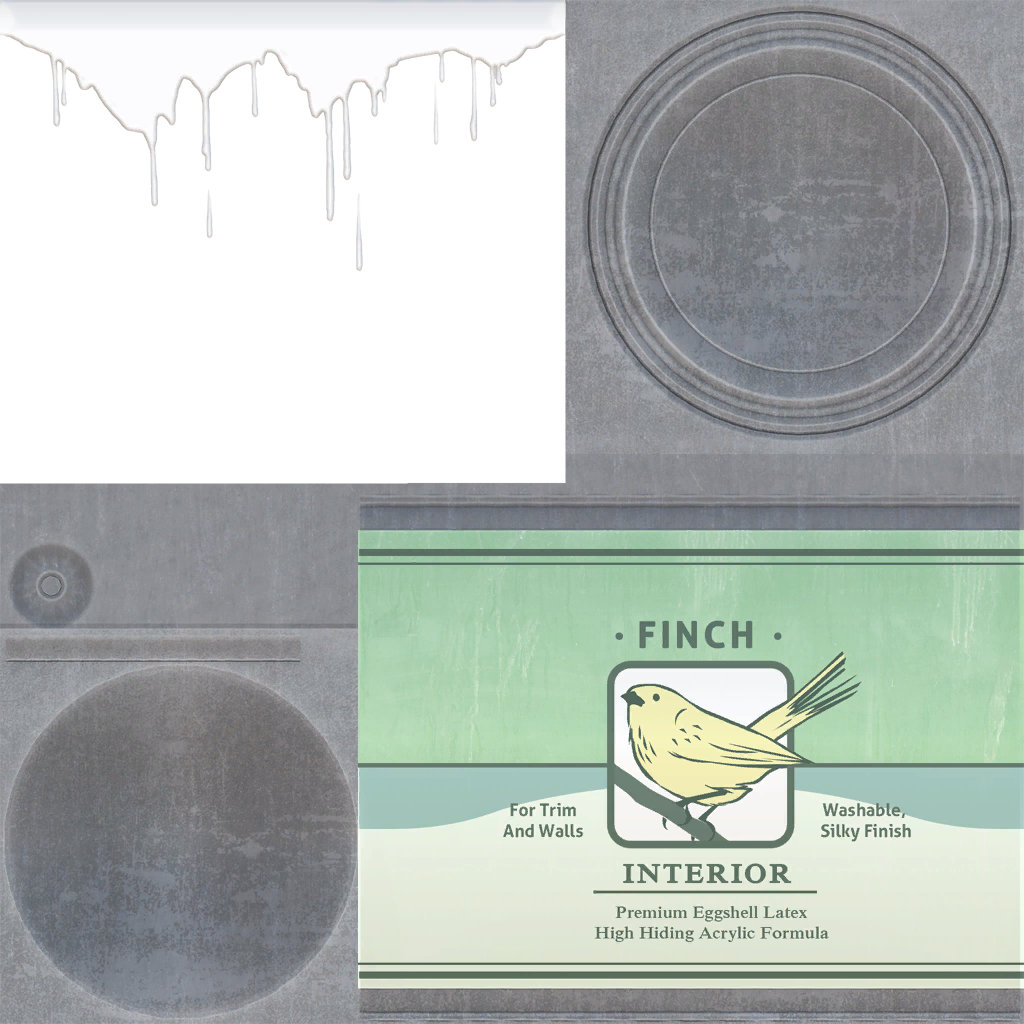 • FINCH •
For Trim
And Walls
Washable,
Silky Finish
INTERIOR
Premium Eggshell Latex
High Hiding Acrylic Formula